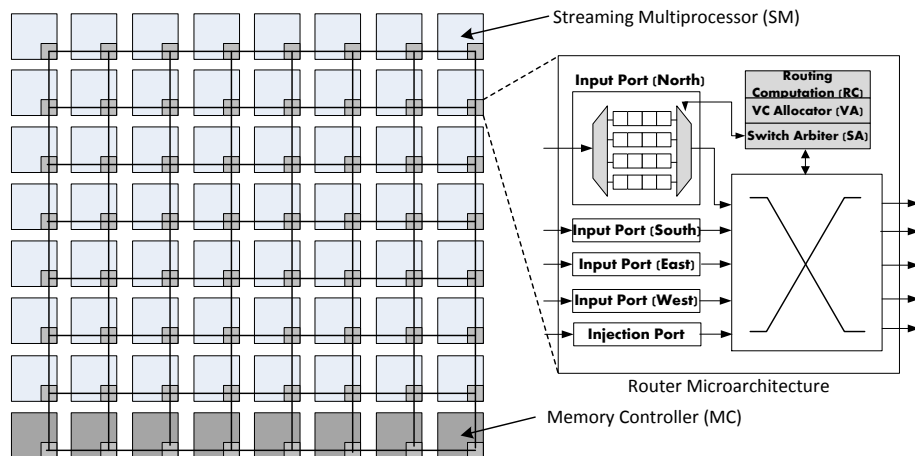 Streaming Multiprocessor (SM)
Input Port (North)
Routing
Computation (RC)
VC Allocator (VA)
Switch Arbiter (SA)
Input Port (South)
Input Port (East)
Input Port (West)
Injection Port
Router Microarchitecture
Memory Controller (MC)